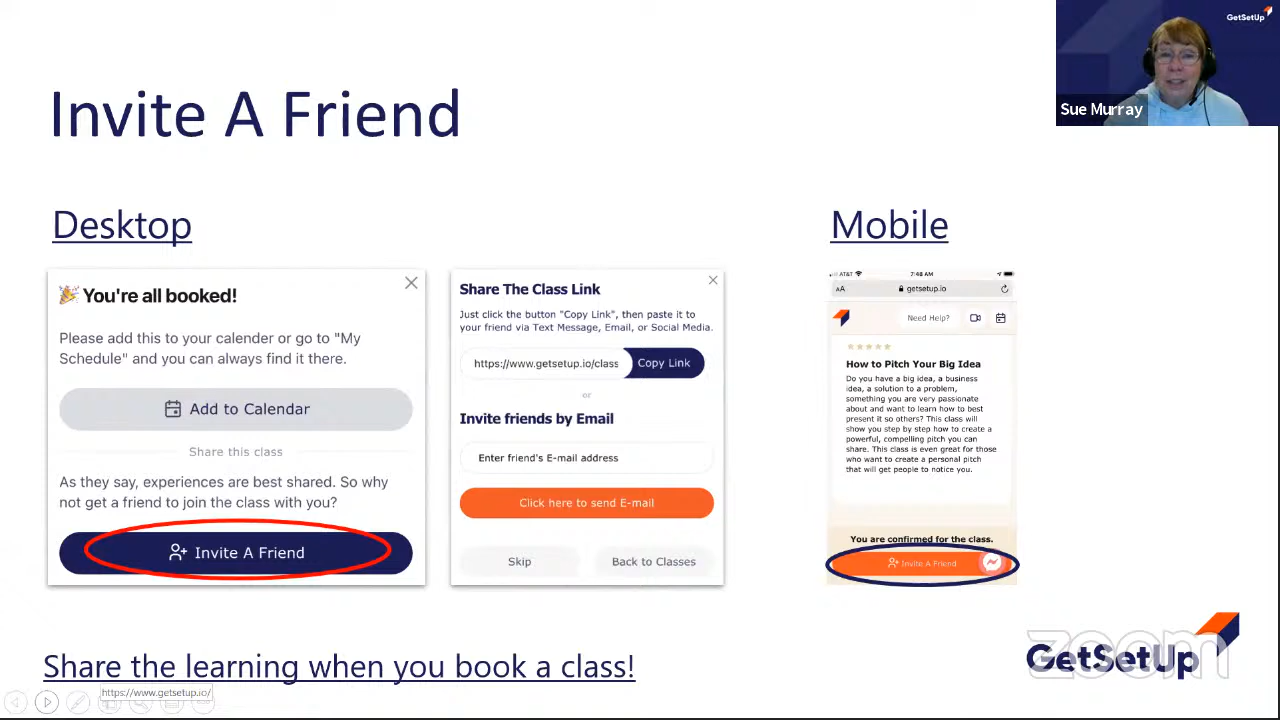 GetSetUp
Sue Murray
Invite A Friend
Desktop
You're all booked!
Please add this to your calender or go to "My
Schedule" and you can always find it there.
Add to Calendar
Share this class
As they say, experiences are best shared. So why
not get a friend to join the class with you?
Invite A Friend
Share The Class Link
Just click the button "Copy Link", then paste it to
your friend via Text Message, Email, or Social Media.
https://www.getsetup.io/class
Copy Link
or
Invite friends by Email
Enter friend's E-mail address
Click here to send E-mail
Skip
Back to Classes
Mobile
AT&T
7:48 AM
AA
getsetup.io
Need Help?
How to Pitch Your Big Idea
Do you have a big idea, a business
idea, a solution to a problem,
something you are very passionate
about and want to learn how to best
present it so others? This class will
show you step by step how to create a
powerful, compelling pitch you can
share. This class is even great for those
who want to create a personal pitch
that will get people to notice you.
You are confirmed for the class.
Invite A Friend
Share the learning when you book a class!
https://www.getsetup.io/
zoom
GetSetUp